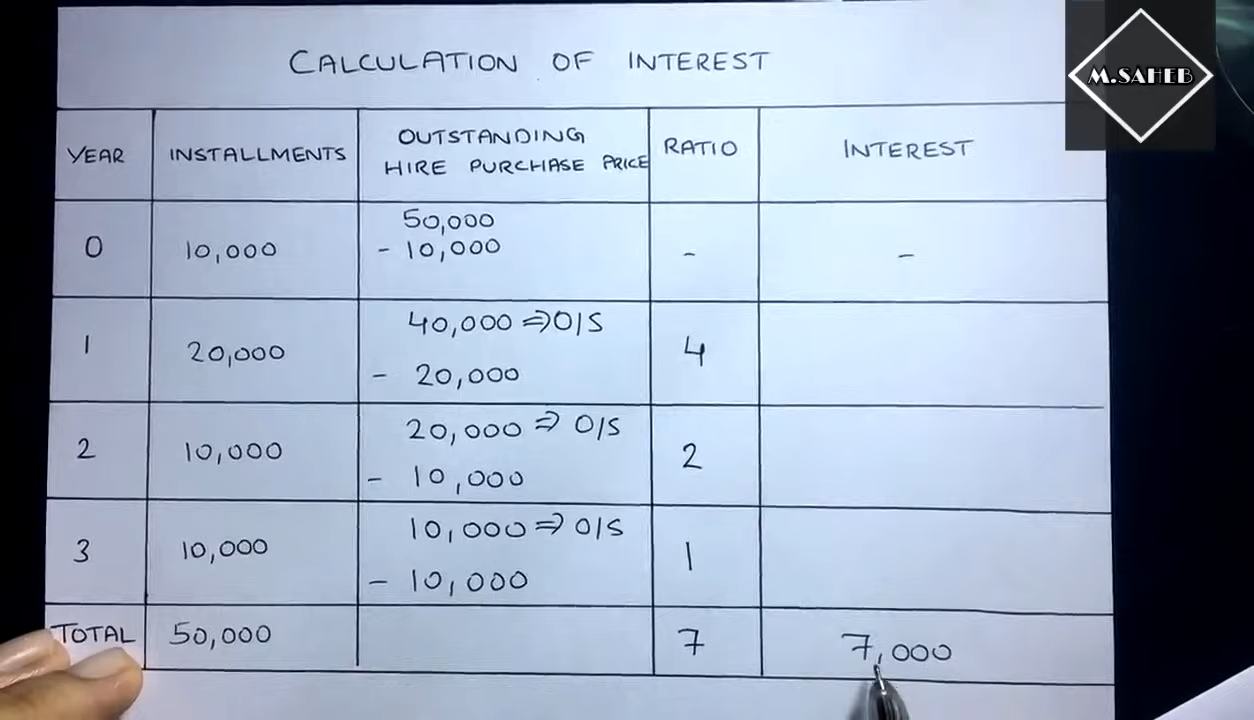 M.SAHEB
CALCULATION OF INTEREST
YEAR INSTALLMENTS OUTSTANDING HIRE PURCHASE PRICE RATIO INTEREST
0 10,000 50,000 - -
- 10,000
1 20,000 40,000 ⇒ O/S 4
- 20,000
2 10,000 20,000 ⇒ O/S 2
- 10,000
3 10,000 10,000 ⇒ O/S 1
- 10,000
TOTAL 50,000 7 7,000